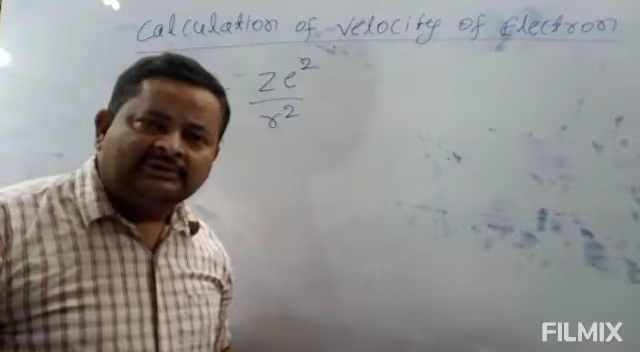 Calculation of velocity of Electron
Ze²
r²
FILMIX